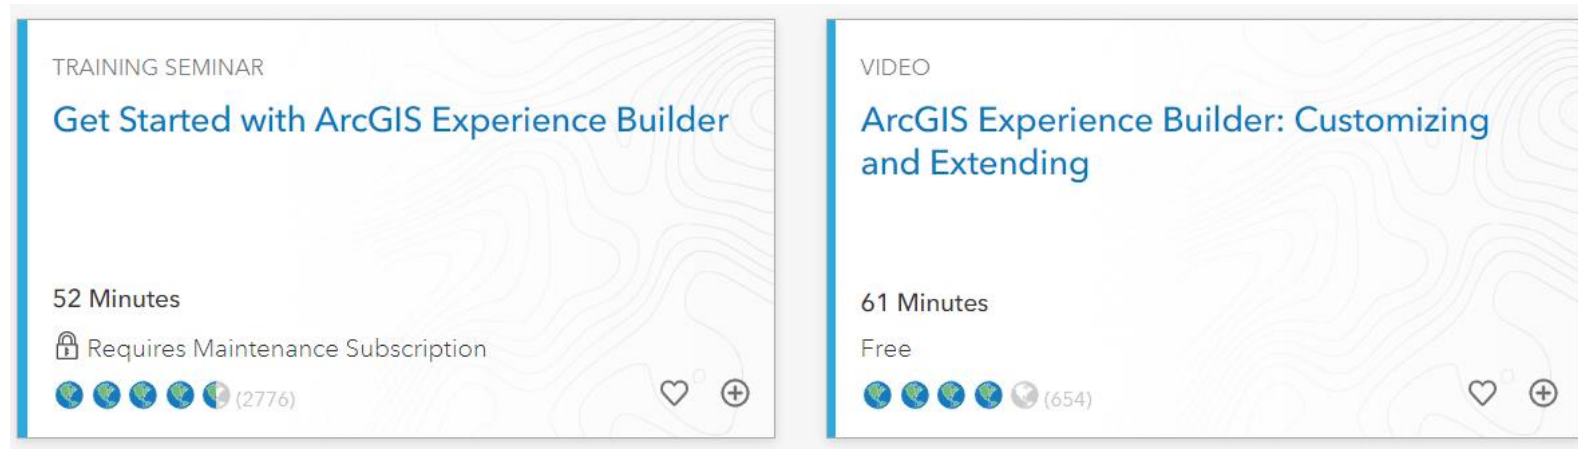 TRAINING SEMINAR
Get Started with ArcGIS Experience Builder
52 Minutes
Requires Maintenance Subscription
(2776)
VIDEO
ArcGIS Experience Builder: Customizing
and Extending
61 Minutes
Free
(654)